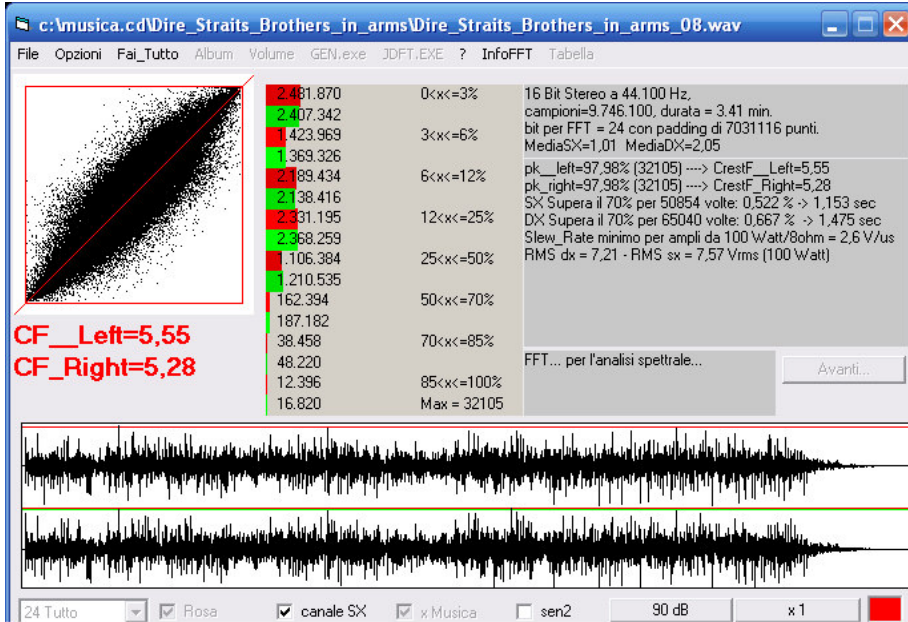 c:\musica.cd\Dire_Straits_Brothers_in_arms\Dire_Straits_Brothers_in_arms_08.wav
File Opzioni Fai_Tutto Album Volume GEN.exe JDFT.EXE ? InfoFFT Tabella
2.481.870 0<x<=3%
2.407.342
1.423.969 3<x<=6%
1.369.326
2.189.434 6<x<=12%
2.138.416
2.331.195 12<x<=25%
2.368.259
1.106.384 25<x<=50%
1.210.535
162.394 50<x<=70%
187.182
38.458 70<x<=85%
48.220
12.396 85<x<=100%
16.820 Max = 32105
16 Bit Stereo a 44.100 Hz,
campioni=9.746.100, durata = 3.41 min.
bit per FFT = 24 con padding di 7031116 punti.
MediaSX=1,01 MediaDX=2,05
pk__left=97,98% (32105) ----> CrestF__Left=5,55
pk_right=97,98% (32105) ----> CrestF_Right=5,28
SX Supera il 70% per 50854 volte: 0,522 % -> 1,153 sec
DX Supera il 70% per 65040 volte: 0,667 % -> 1,475 sec
Slew_Rate minimo per ampli da 100 Watt/8ohm = 2,6 V/us
RMS dx = 7,21 - RMS sx = 7,57 Vrms (100 Watt)
CF__Left=5,55
CF_Right=5,28
FFT... per l'analisi spettrale...
Avanti...
24 Tutto Rosa canale SX x Musica sen2 90 dB x 1